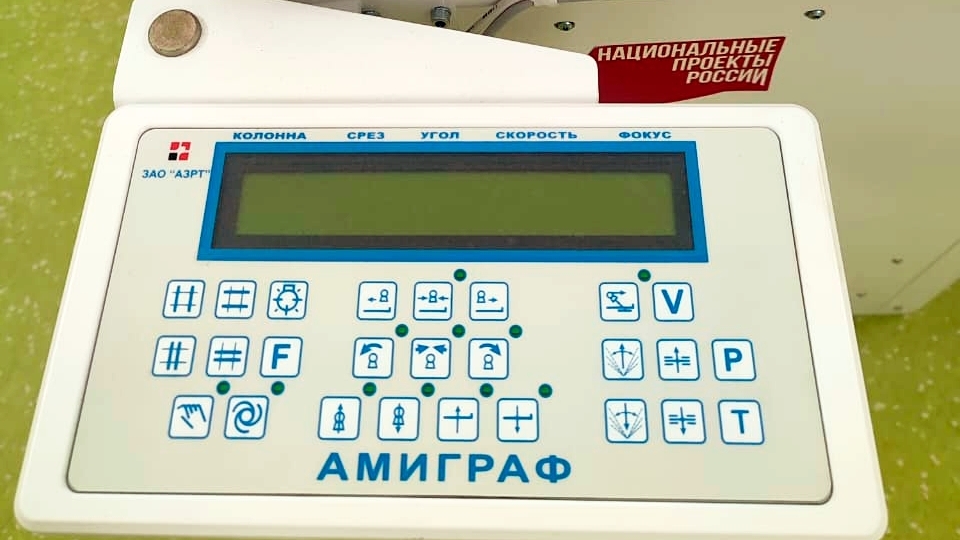 НАЦИОНАЛЬНЫЕ
ПРОЕКТЫ
РОССИИ
КОЛОННА СРЕЗ УГОЛ СКОРОСТЬ ФОКУС
ЗАО "АЗРТ"
V
F
P
T
АМИГРАФ